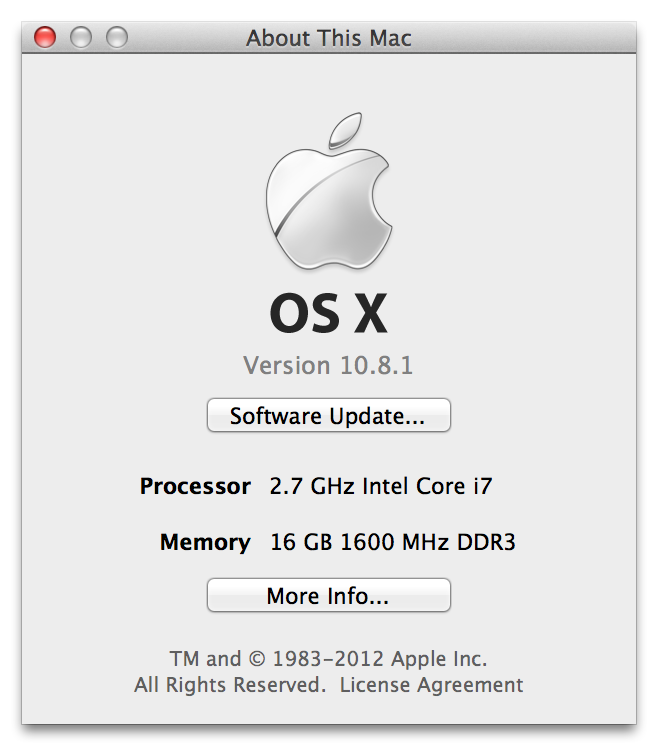 About This Mac
OS X
Version 10.8.1
Software Update...
Processor 2.7 GHz Intel Core i7
Memory 16 GB 1600 MHz DDR3
More Info...
TM and © 1983-2012 Apple Inc.
All Rights Reserved. License Agreement